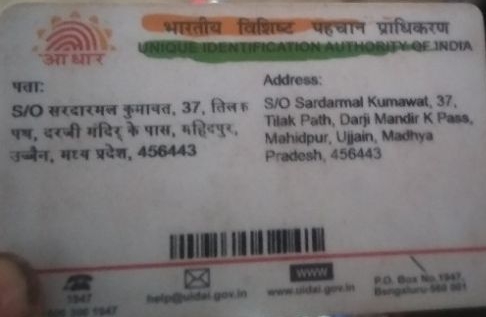 भारतीय विशिष्ट पहचान प्राधिकरण
UNIQUE IDENTIFICATION AUTHORITY OF INDIA
आधार
पता:
S/O सरदारमल कुमावत, 37, तिलक
पथ, दरजी मंदिर के पास, महिदपुर,
उज्जैन, मध्य प्रदेश, 456443
Address:
S/O Sardarmal Kumawat, 37,
Tilak Path, Darji Mandir K Pass,
Mahidpur, Ujjain, Madhya
Pradesh, 456443
1947
1947
help@uidai.gov.in
WWW
www.uidai.gov.in
P.O. Box No.1947,
Bengaluru-560 001